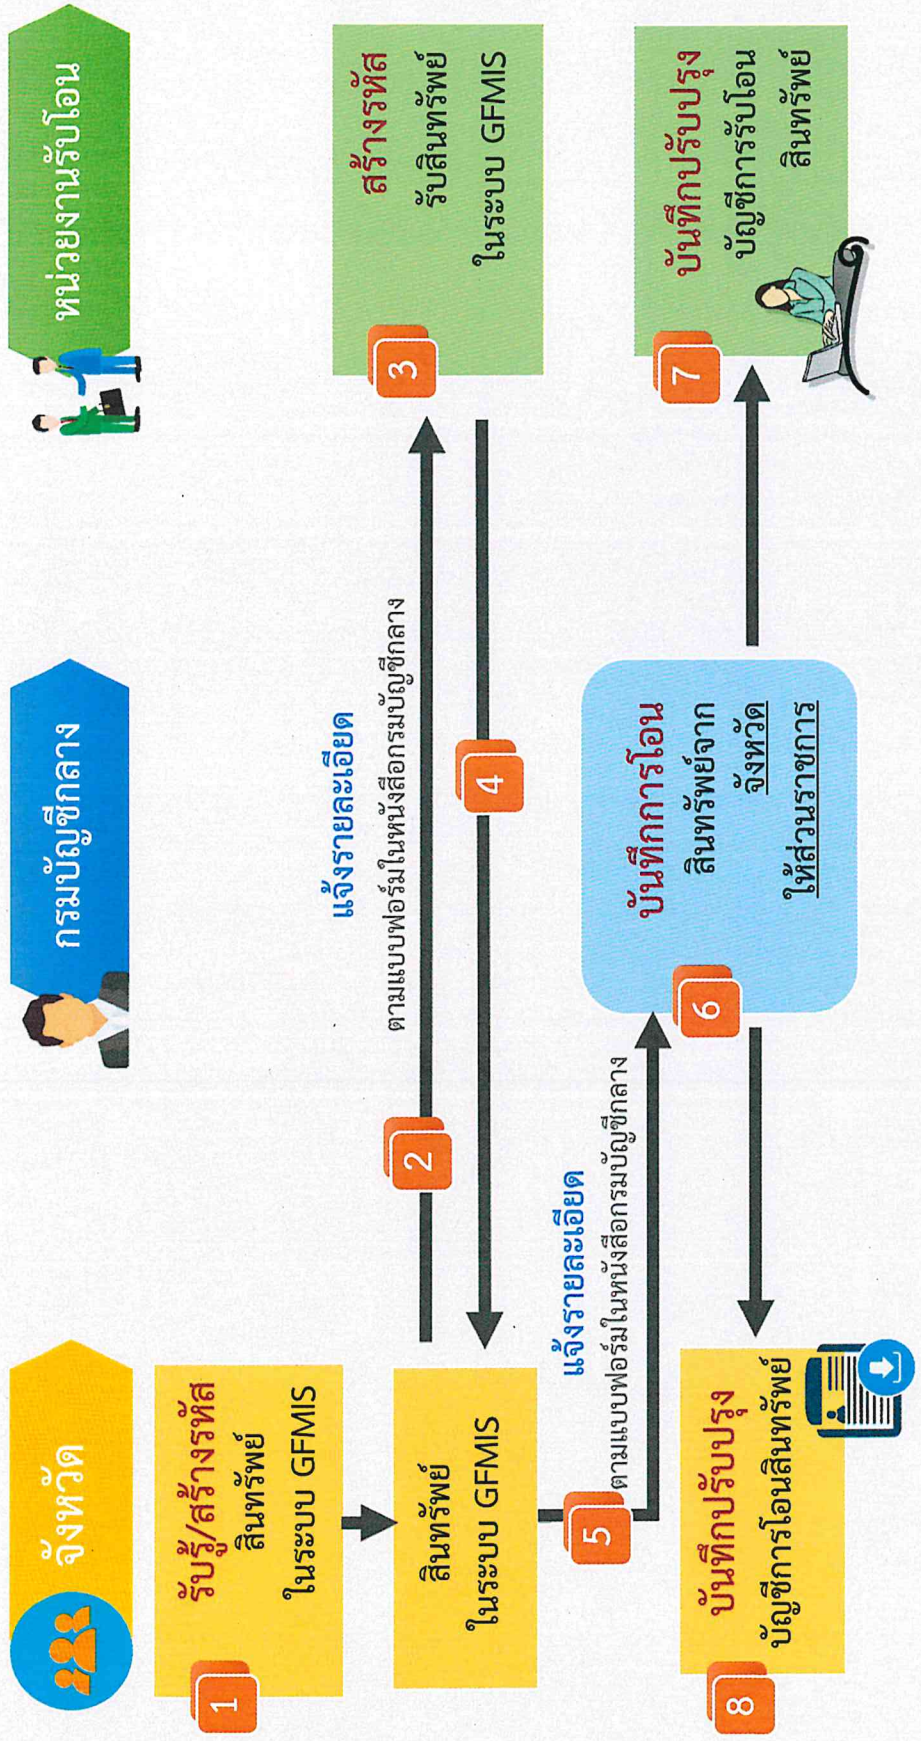 จังหวัด
กรมบัญชีกลาง
หน่วยงานรับโอน
1
รับรู้/สร้างรหัส
สินทรัพย์
ในระบบ GFMIS
สินทรัพย์
ในระบบ GFMIS
2
แจ้งรายละเอียด
ตามแบบฟอร์มในหนังสือกรมบัญชีกลาง
3
สร้างรหัส
รับสินทรัพย์
ในระบบ GFMIS
4
5
แจ้งรายละเอียด
ตามแบบฟอร์มในหนังสือกรมบัญชีกลาง
6
บันทึกการโอน
สินทรัพย์จาก
จังหวัด
ให้ส่วนราชการ
7
บันทึกปรับปรุง
บัญชีการรับโอน
สินทรัพย์
8
บันทึกปรับปรุง
บัญชีการโอนสินทรัพย์